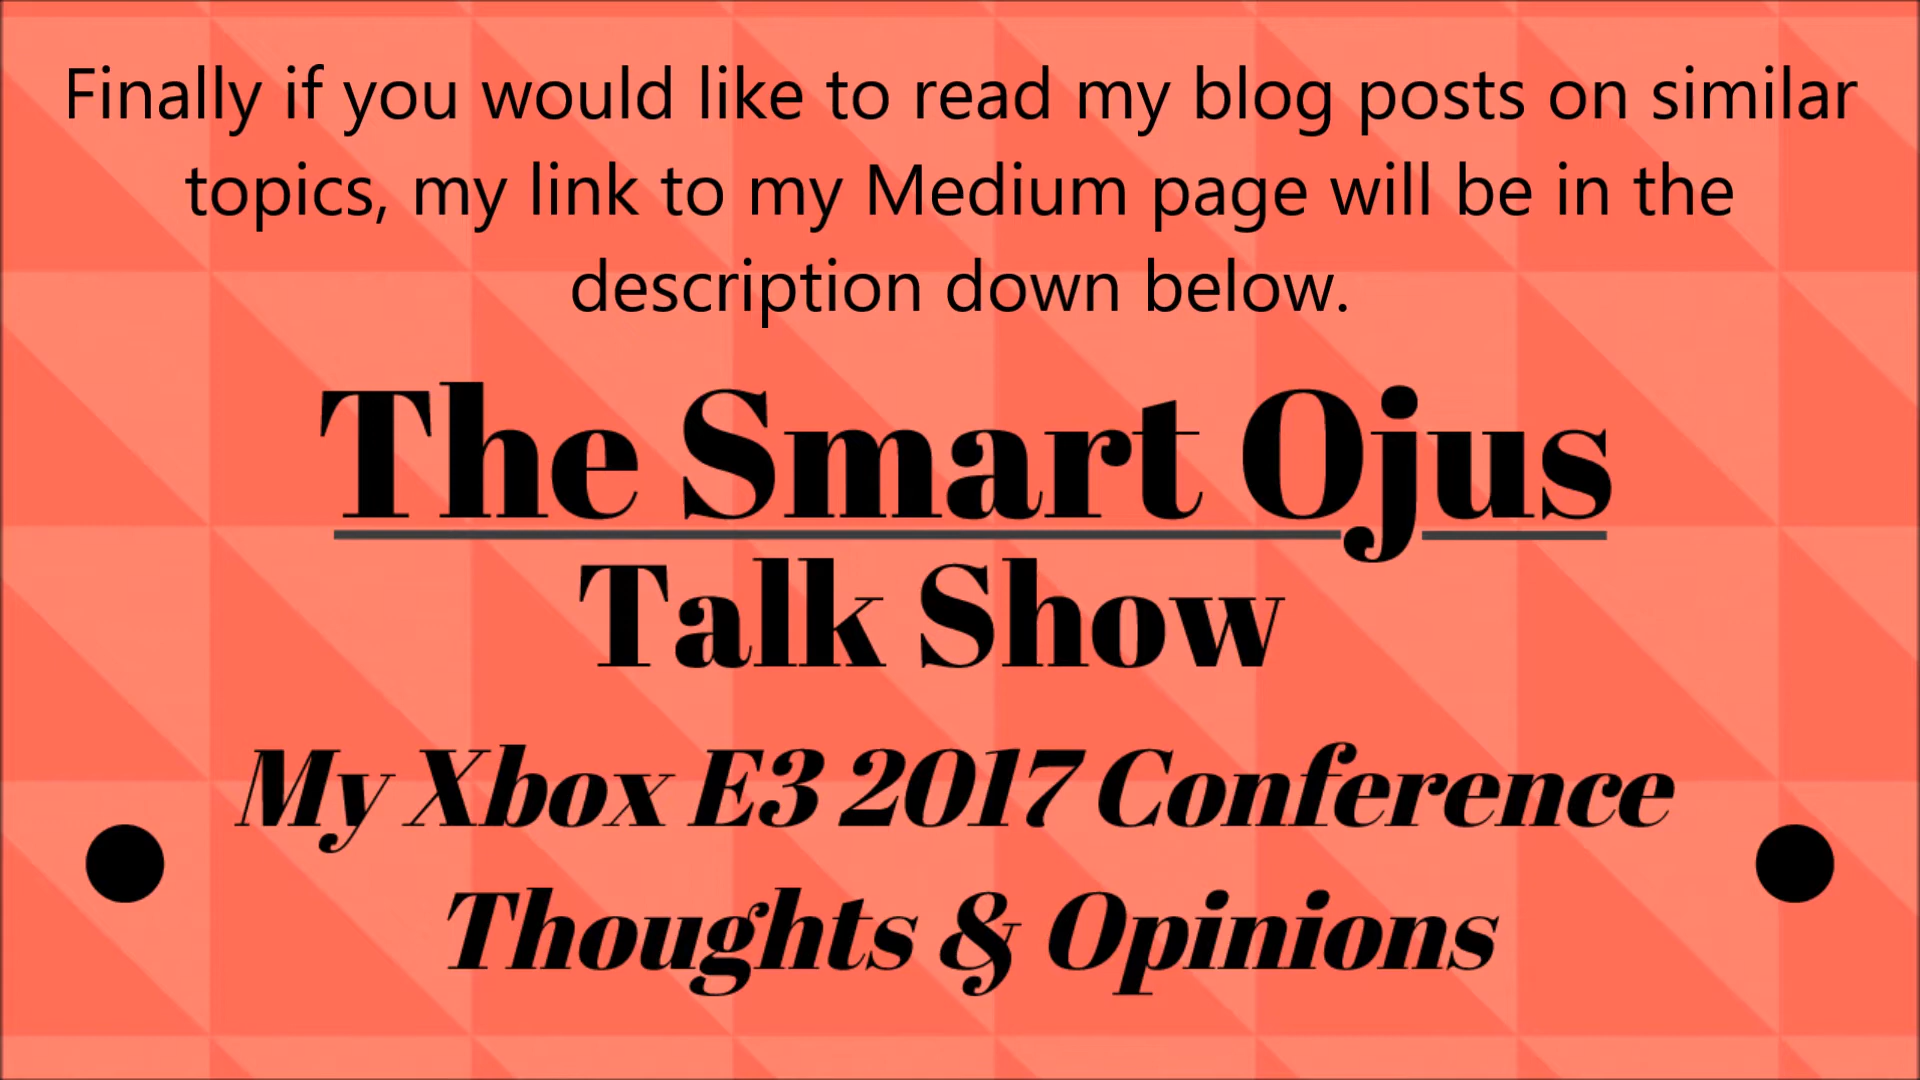 Finally if you would like to read my blog posts on similar
topics, my link to my Medium page will be in the
description down below.
The Smart Ojus
Talk Show
My Xbox E3 2017 Conference
Thoughts & Opinions